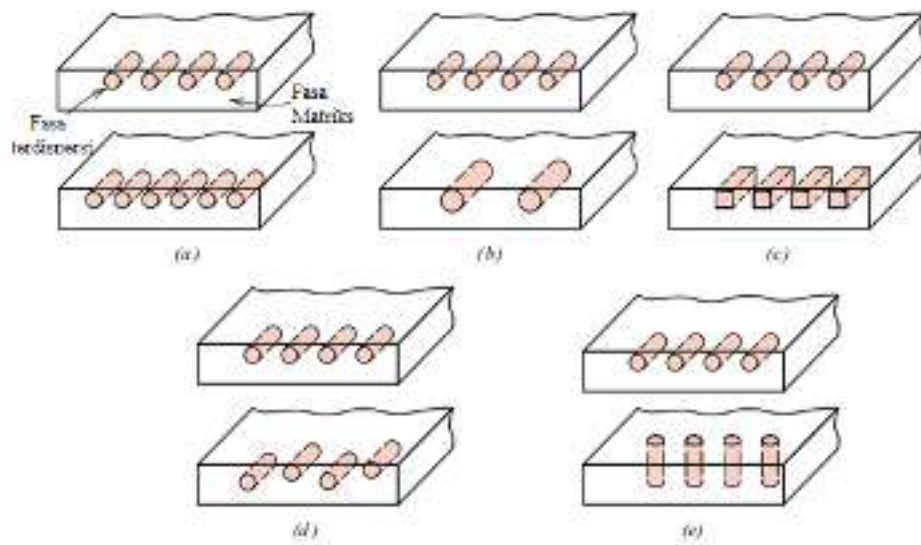 Fasa
terdispersi
Fasa
Matriks
(a)
(b)
(c)
(d)
(e)